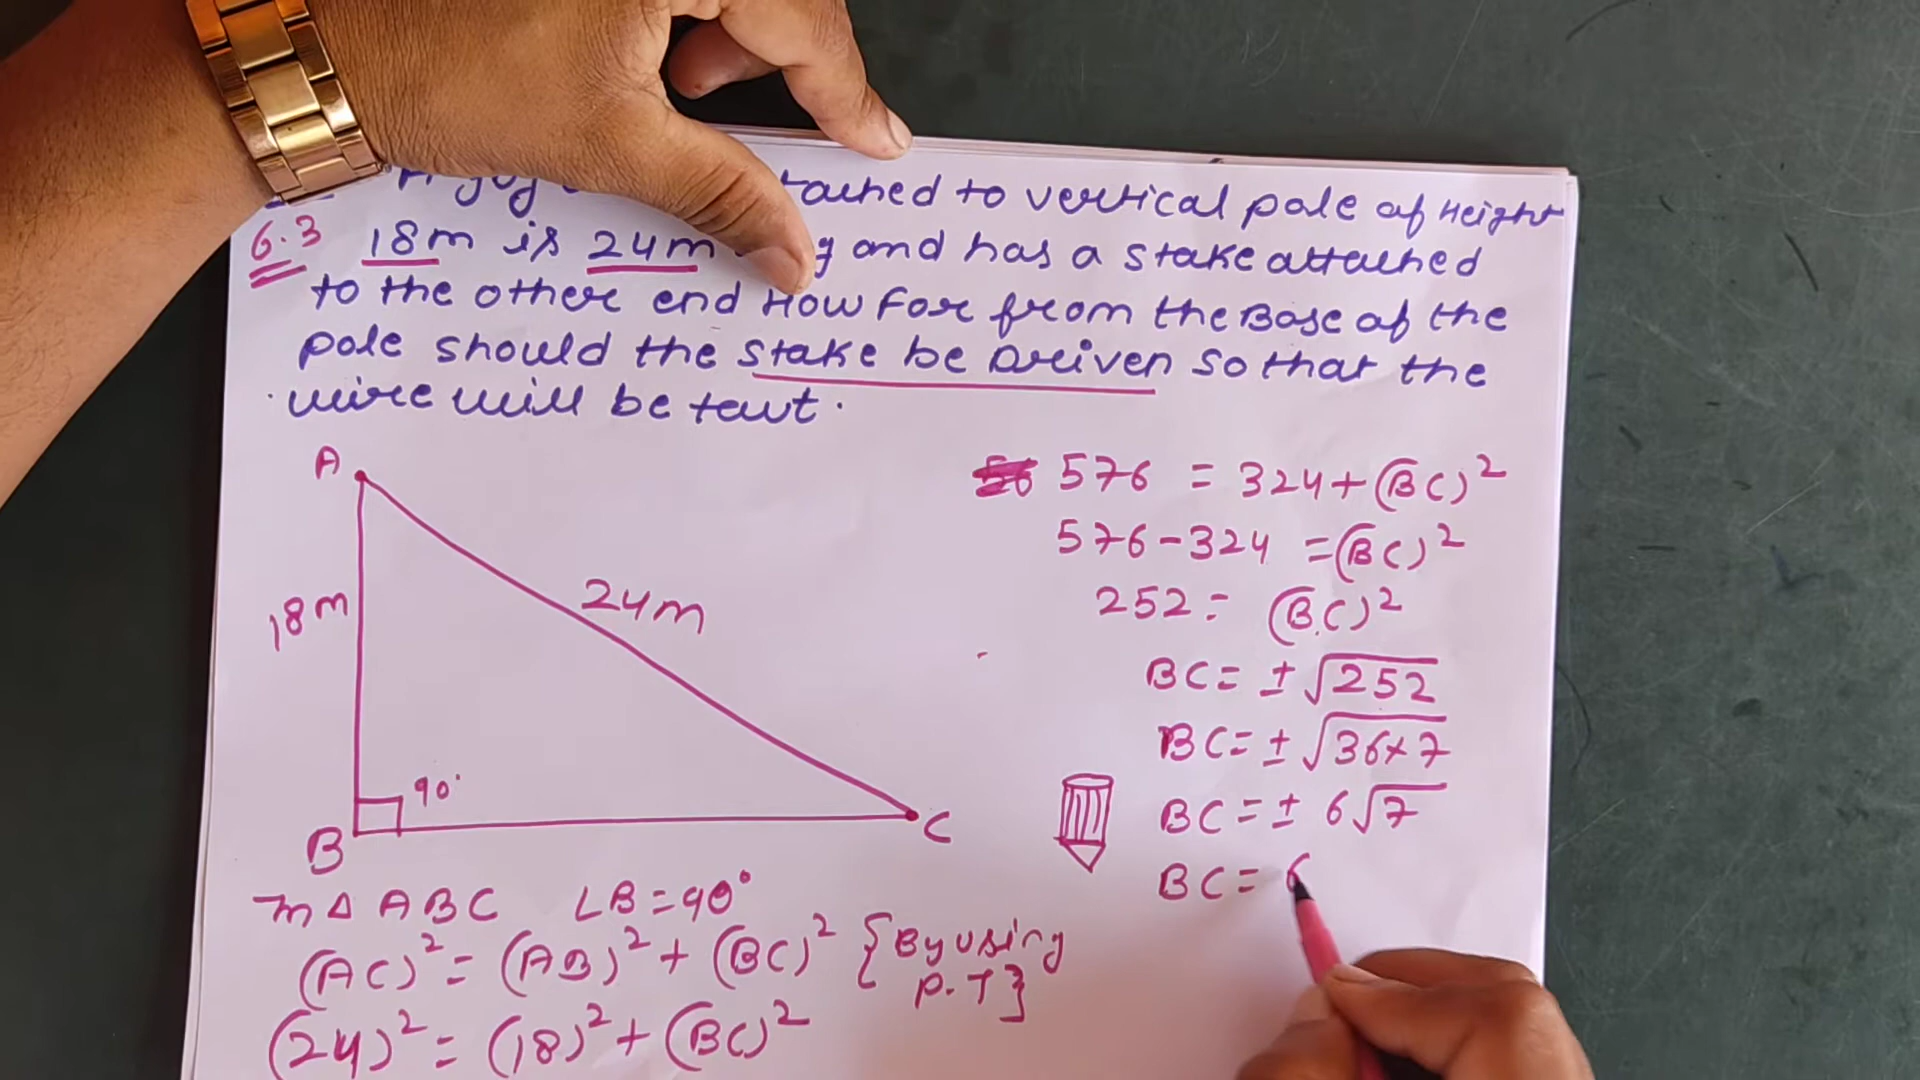 tached to vertical pole of Height
6.3 18m is 24m and has a stake attached
to the other end How For from the Base of the
pole should the stake be Driven so that the
wire will be taut.
A
18m
24m
90°
B
C
576 = 324+(BC)²
576-324 =(BC)²
252= (BC)²
BC= ±√252
BC= ±√36×7
BC=± 6√7
BC= 6
In Δ ABC ∠B=90°
(AC)²= (AB)²+ (BC)² {By using
P.T}
(24)²= (18)²+ (BC)²